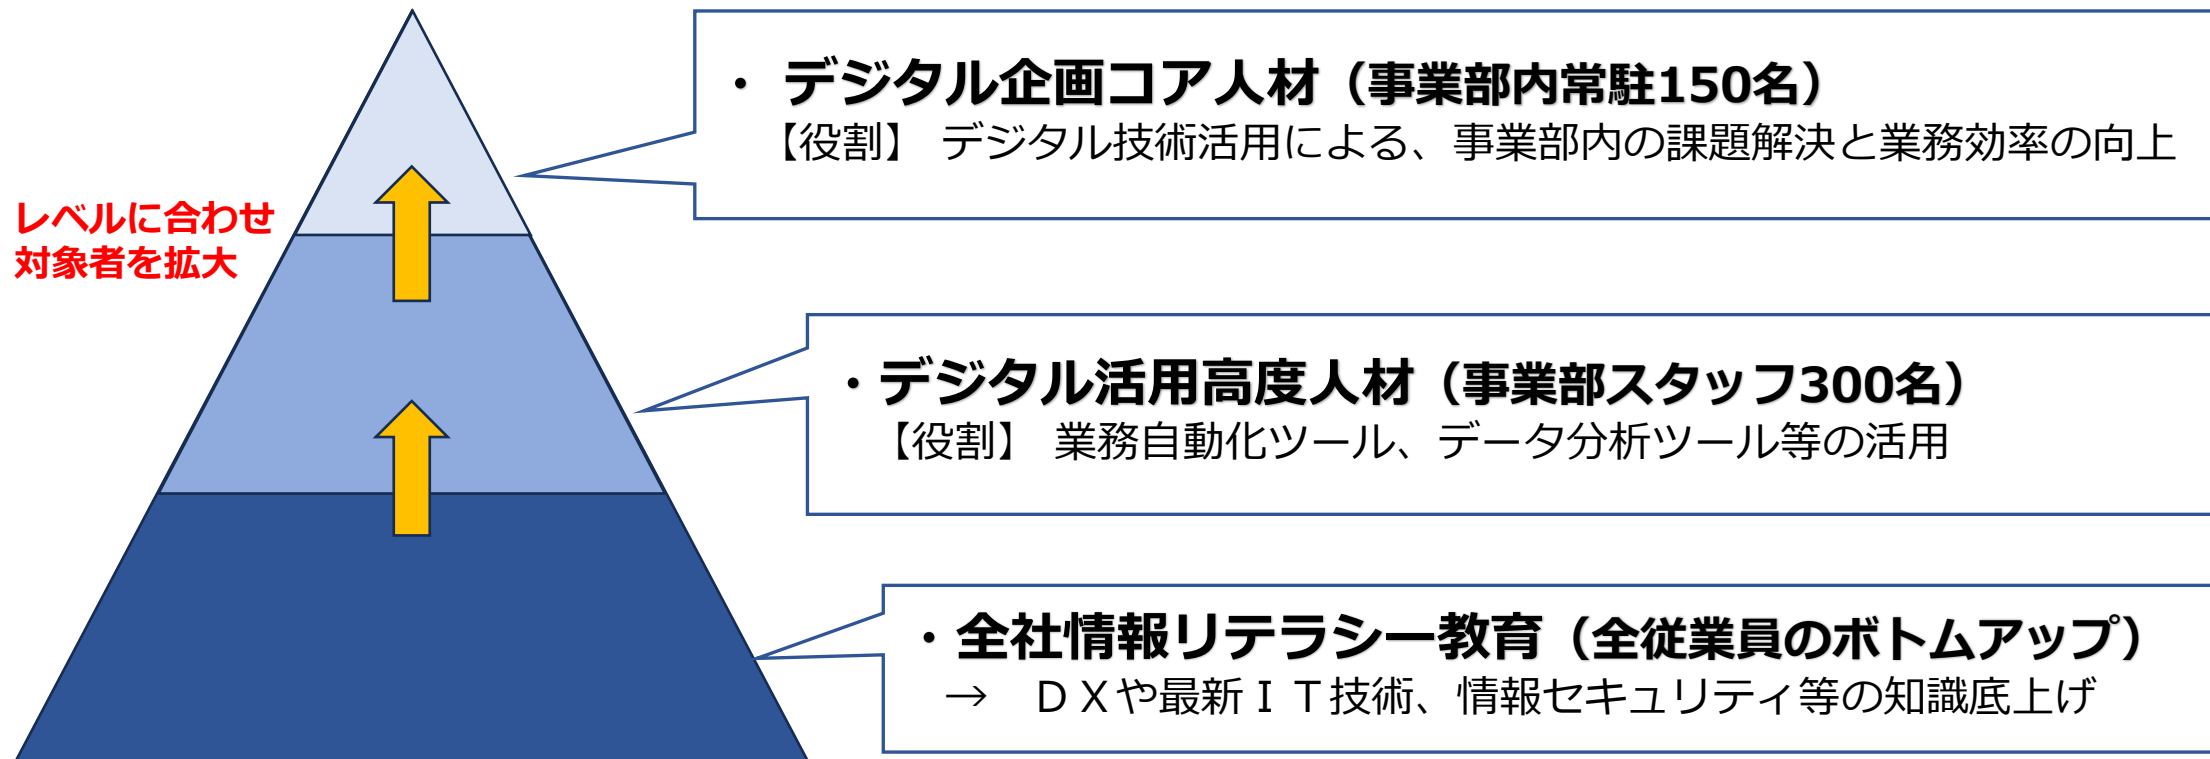 ・ デジタル企画コア人材（事業部内常駐150名）
【役割】 デジタル技術活用による、事業部内の課題解決と業務効率の向上
レベルに合わせ
対象者を拡大
・デジタル活用高度人材（事業部スタッフ300名）
【役割】 業務自動化ツール、データ分析ツール等の活用
・全社情報リテラシー教育（全従業員のボトムアップ）
→　ＤＸや最新ＩＴ技術、情報セキュリティ等の知識底上げ